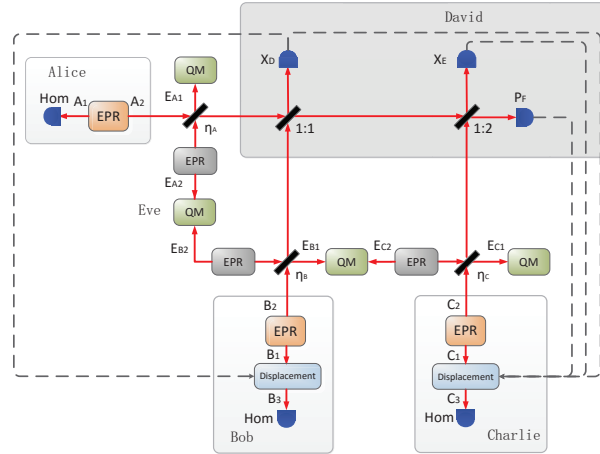 David
Alice
Hom
A1
EPR
A2
QM
EA1
ηA
XD
1:1
XE
1:2
PF
EPR
EA2
Eve
QM
EB2
EPR
EB1
QM
EC2
EPR
EC1
QM
ηB
ηC
B2
EPR
B1
Displacement
B3
Hom
Bob
C2
EPR
C1
Displacement
C3
Hom
Charlie